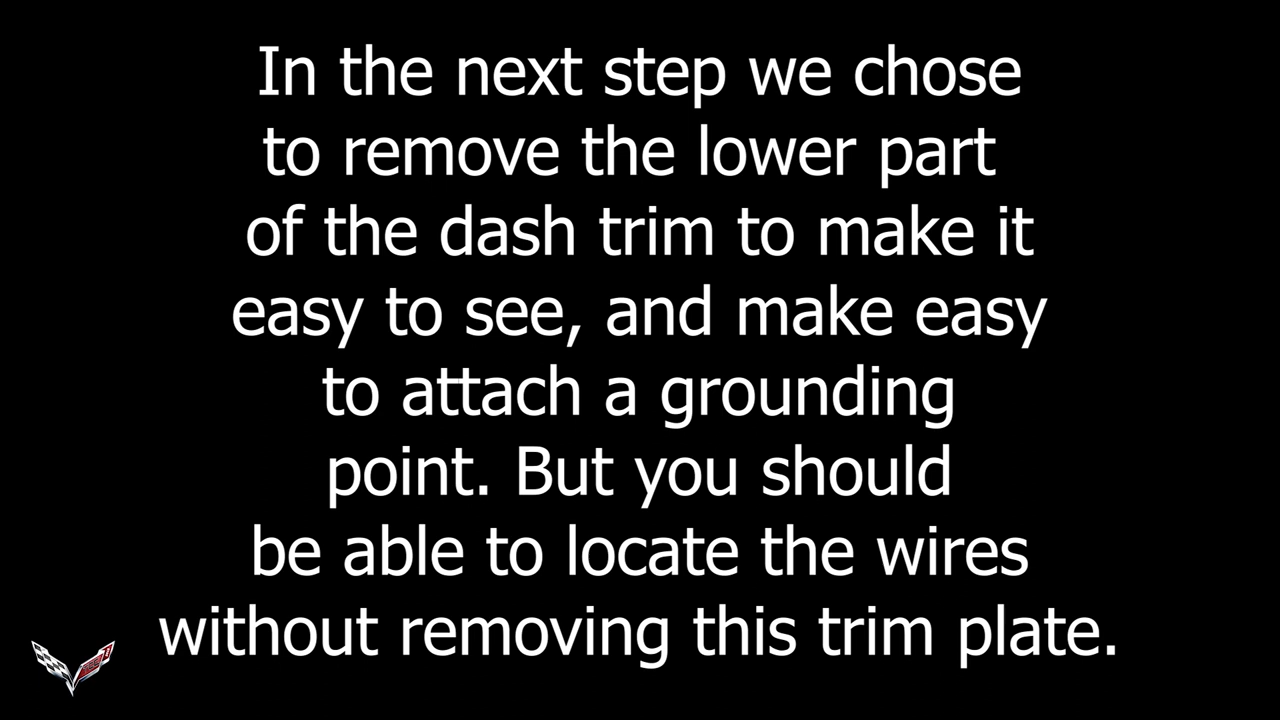 In the next step we chose
to remove the lower part
of the dash trim to make it
easy to see, and make easy
to attach a grounding
point. But you should
be able to locate the wires
without removing this trim plate.